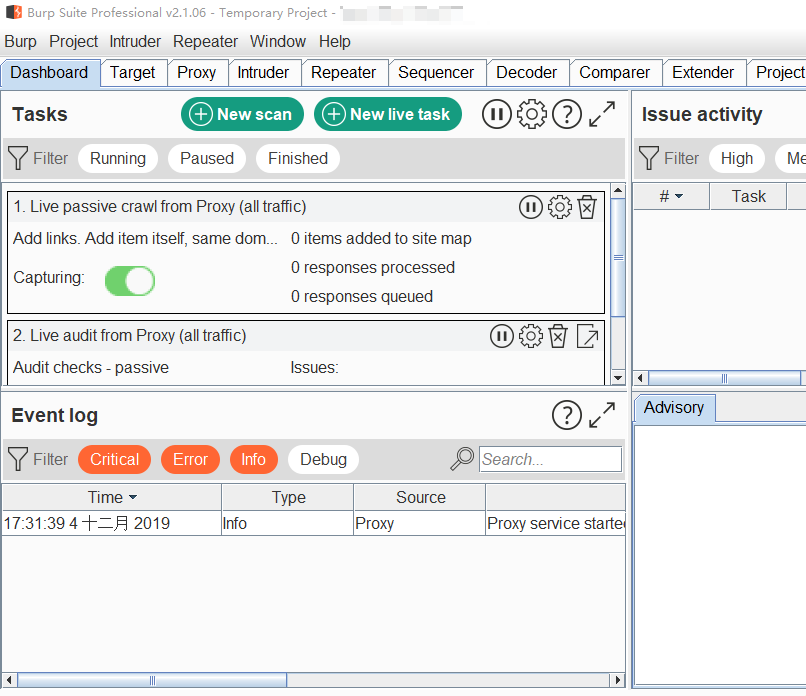 Burp Suite Professional v2.1.06 - Temporary Project -
Burp Project Intruder Repeater Window Help
Dashboard Target Proxy Intruder Repeater Sequencer Decoder Comparer Extender Project
Tasks New scan New live task
Filter Running Paused Finished
1. Live passive crawl from Proxy (all traffic)
Add links. Add item itself, same dom... 0 items added to site map
0 responses processed
Capturing:
0 responses queued
2. Live audit from Proxy (all traffic)
Audit checks - passive Issues:
Event log
Filter Critical Error Info Debug Search...
Time Type Source
17:31:39 4 十二月 2019 Info Proxy Proxy service starte
Issue activity
Filter High Me
# Task
Advisory